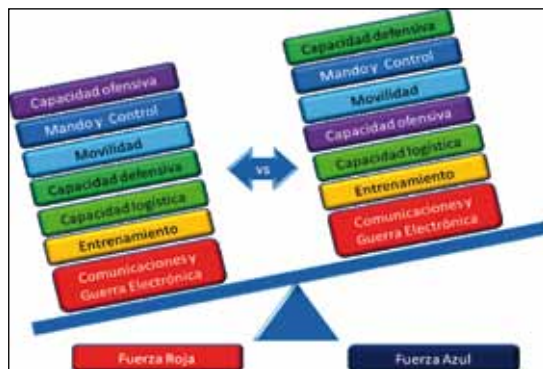 Capacidad ofensiva
Mando y Control
Movilidad
Capacidad defensiva
Capacidad logística
Entrenamiento
Comunicaciones y
Guerra Electrónica
vs
Capacidad defensiva
Mando y Control
Movilidad
Capacidad ofensiva
Capacidad logística
Entrenamiento
Comunicaciones y
Guerra Electrónica
Fuerza Roja
Fuerza Azul